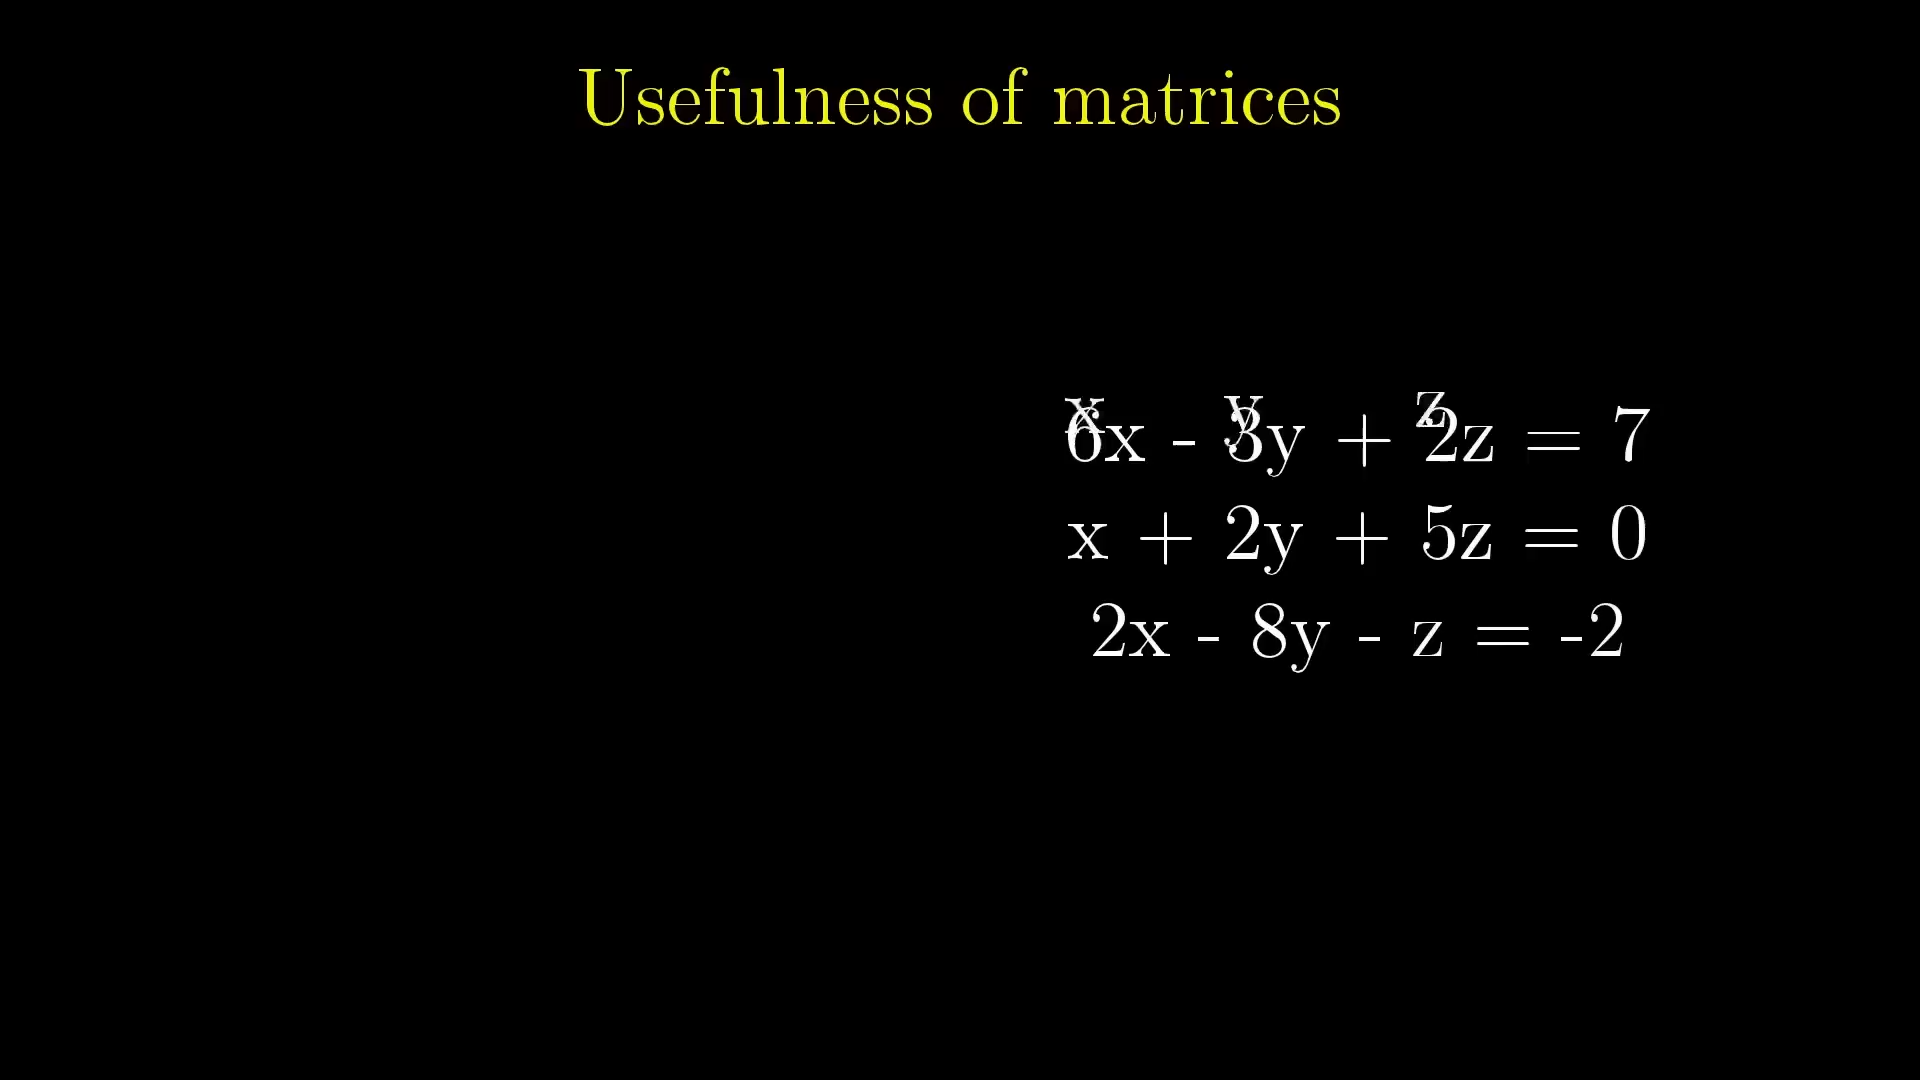 Usefulness of matrices
x y z
6x - 3y + 2z = 7
x + 2y + 5z = 0
2x - 8y - z = -2